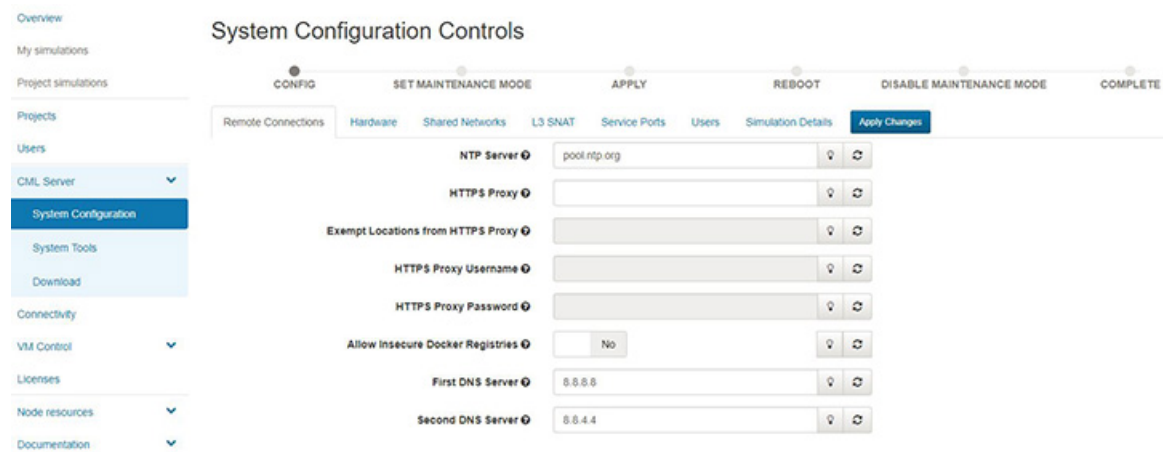 Overview
My simulations
Project simulations
Projects
Users
CML Server
System Configuration
System Tools
Download
Connectivity
VM Control
Licenses
Node resources
Documentation
System Configuration Controls
CONFIG SET MAINTENANCE MODE APPLY REBOOT DISABLE MAINTENANCE MODE COMPLETE
Remote Connections Hardware Shared Networks L3 SNAT Service Ports Users Simulation Details Apply Changes
NTP Server pool.ntp.org
HTTPS Proxy
Exempt Locations from HTTPS Proxy
HTTPS Proxy Username
HTTPS Proxy Password
Allow Insecure Docker Registries No
First DNS Server 8.8.8.8
Second DNS Server 8.8.4.4